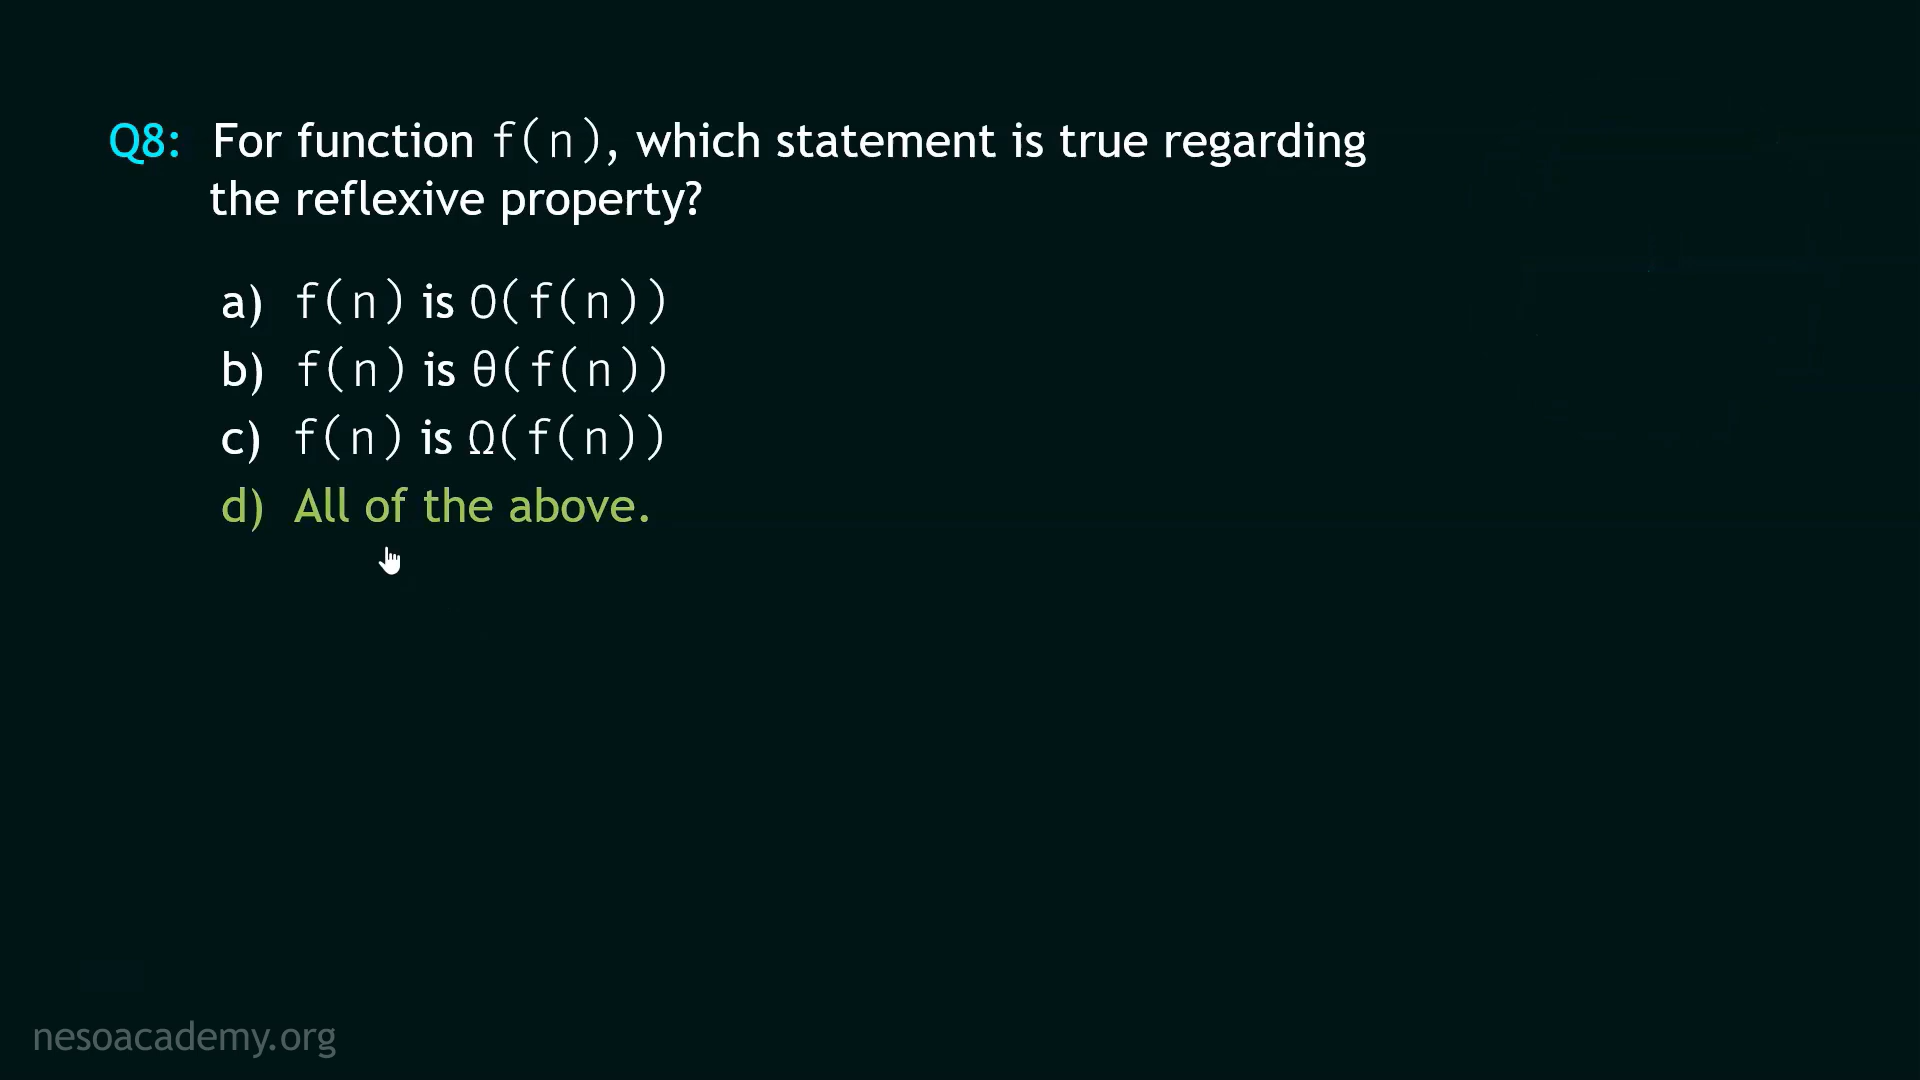 Q8: For function f(n), which statement is true regarding
the reflexive property?
a) f(n) is O(f(n))
b) f(n) is θ(f(n))
c) f(n) is Ω(f(n))
d) All of the above.
nesoacademy.org